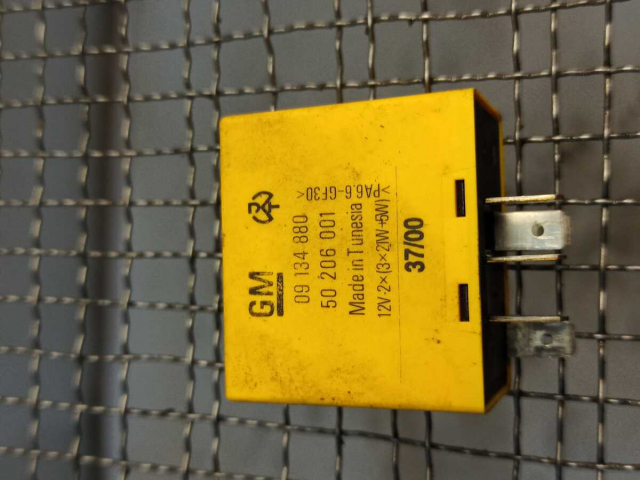 GM
09 134 880
50 206 001 >PA6.6-GF30<
Made in Tunesia
12V 2×(3×21W+5W)
37/00